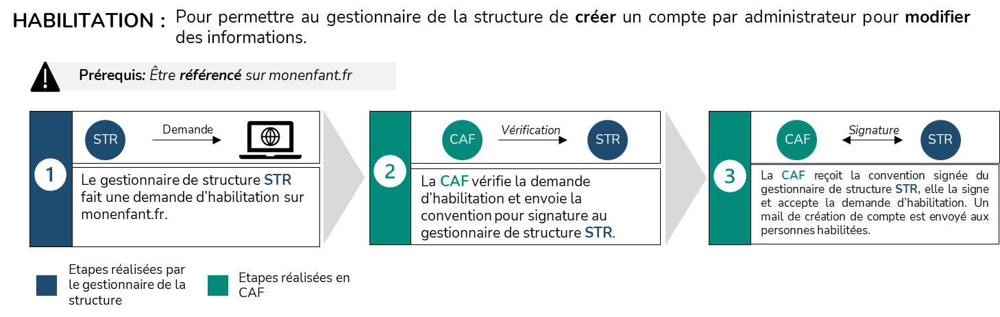 HABILITATION : Pour permettre au gestionnaire de la structure de créer un compte par administrateur pour modifier
des informations.
Prérequis: Être référencé sur monenfant.fr
1
STR
Demande
Le gestionnaire de structure STR
fait une demande d’habilitation sur
monenfant.fr.
2
CAF
Vérification
STR
La CAF vérifie la demande
d’habilitation et envoie la
convention pour signature au
gestionnaire de structure STR.
3
CAF
Signature
STR
La CAF reçoit la convention signée du
gestionnaire de structure STR, elle la signe
et accepte la demande d’habilitation. Un
mail de création de compte est envoyé aux
personnes habilitées.
Etapes réalisées par
le gestionnaire de la
structure
Etapes réalisées en
CAF